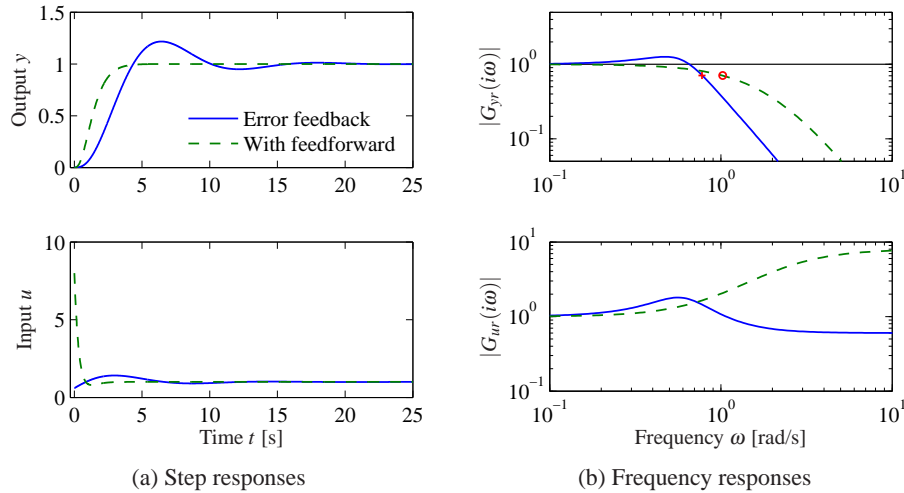 1.5
1
0.5
0
Output y
Error feedback
With feedforward
0 5 10 15 20 25
10
5
0
Input u
0 5 10 15 20 25
Time t [s]
(a) Step responses
10^0
10^-1
|G_yr(iω)|
10^-1 10^0 10^1
10^1
10^0
10^-1
|G_ur(iω)|
10^-1 10^0 10^1
Frequency ω [rad/s]
(b) Frequency responses